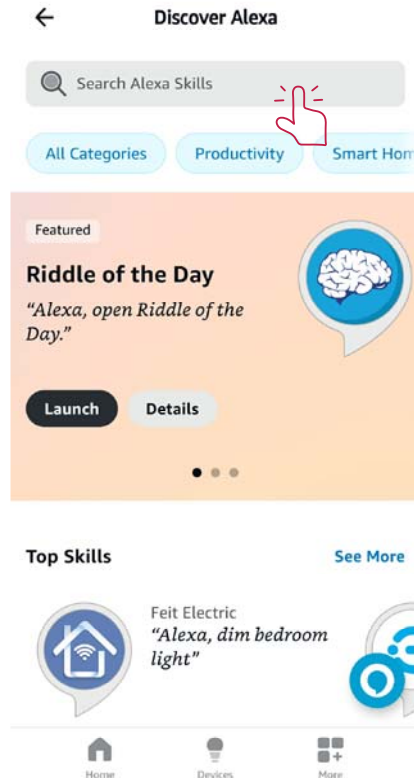 Discover Alexa
Search Alexa Skills
All Categories
Productivity
Smart Hom
Featured
Riddle of the Day
“Alexa, open Riddle of the
Day.”
Launch
Details
Top Skills
See More
Feit Electric
“Alexa, dim bedroom
light”
Home
Devices
More